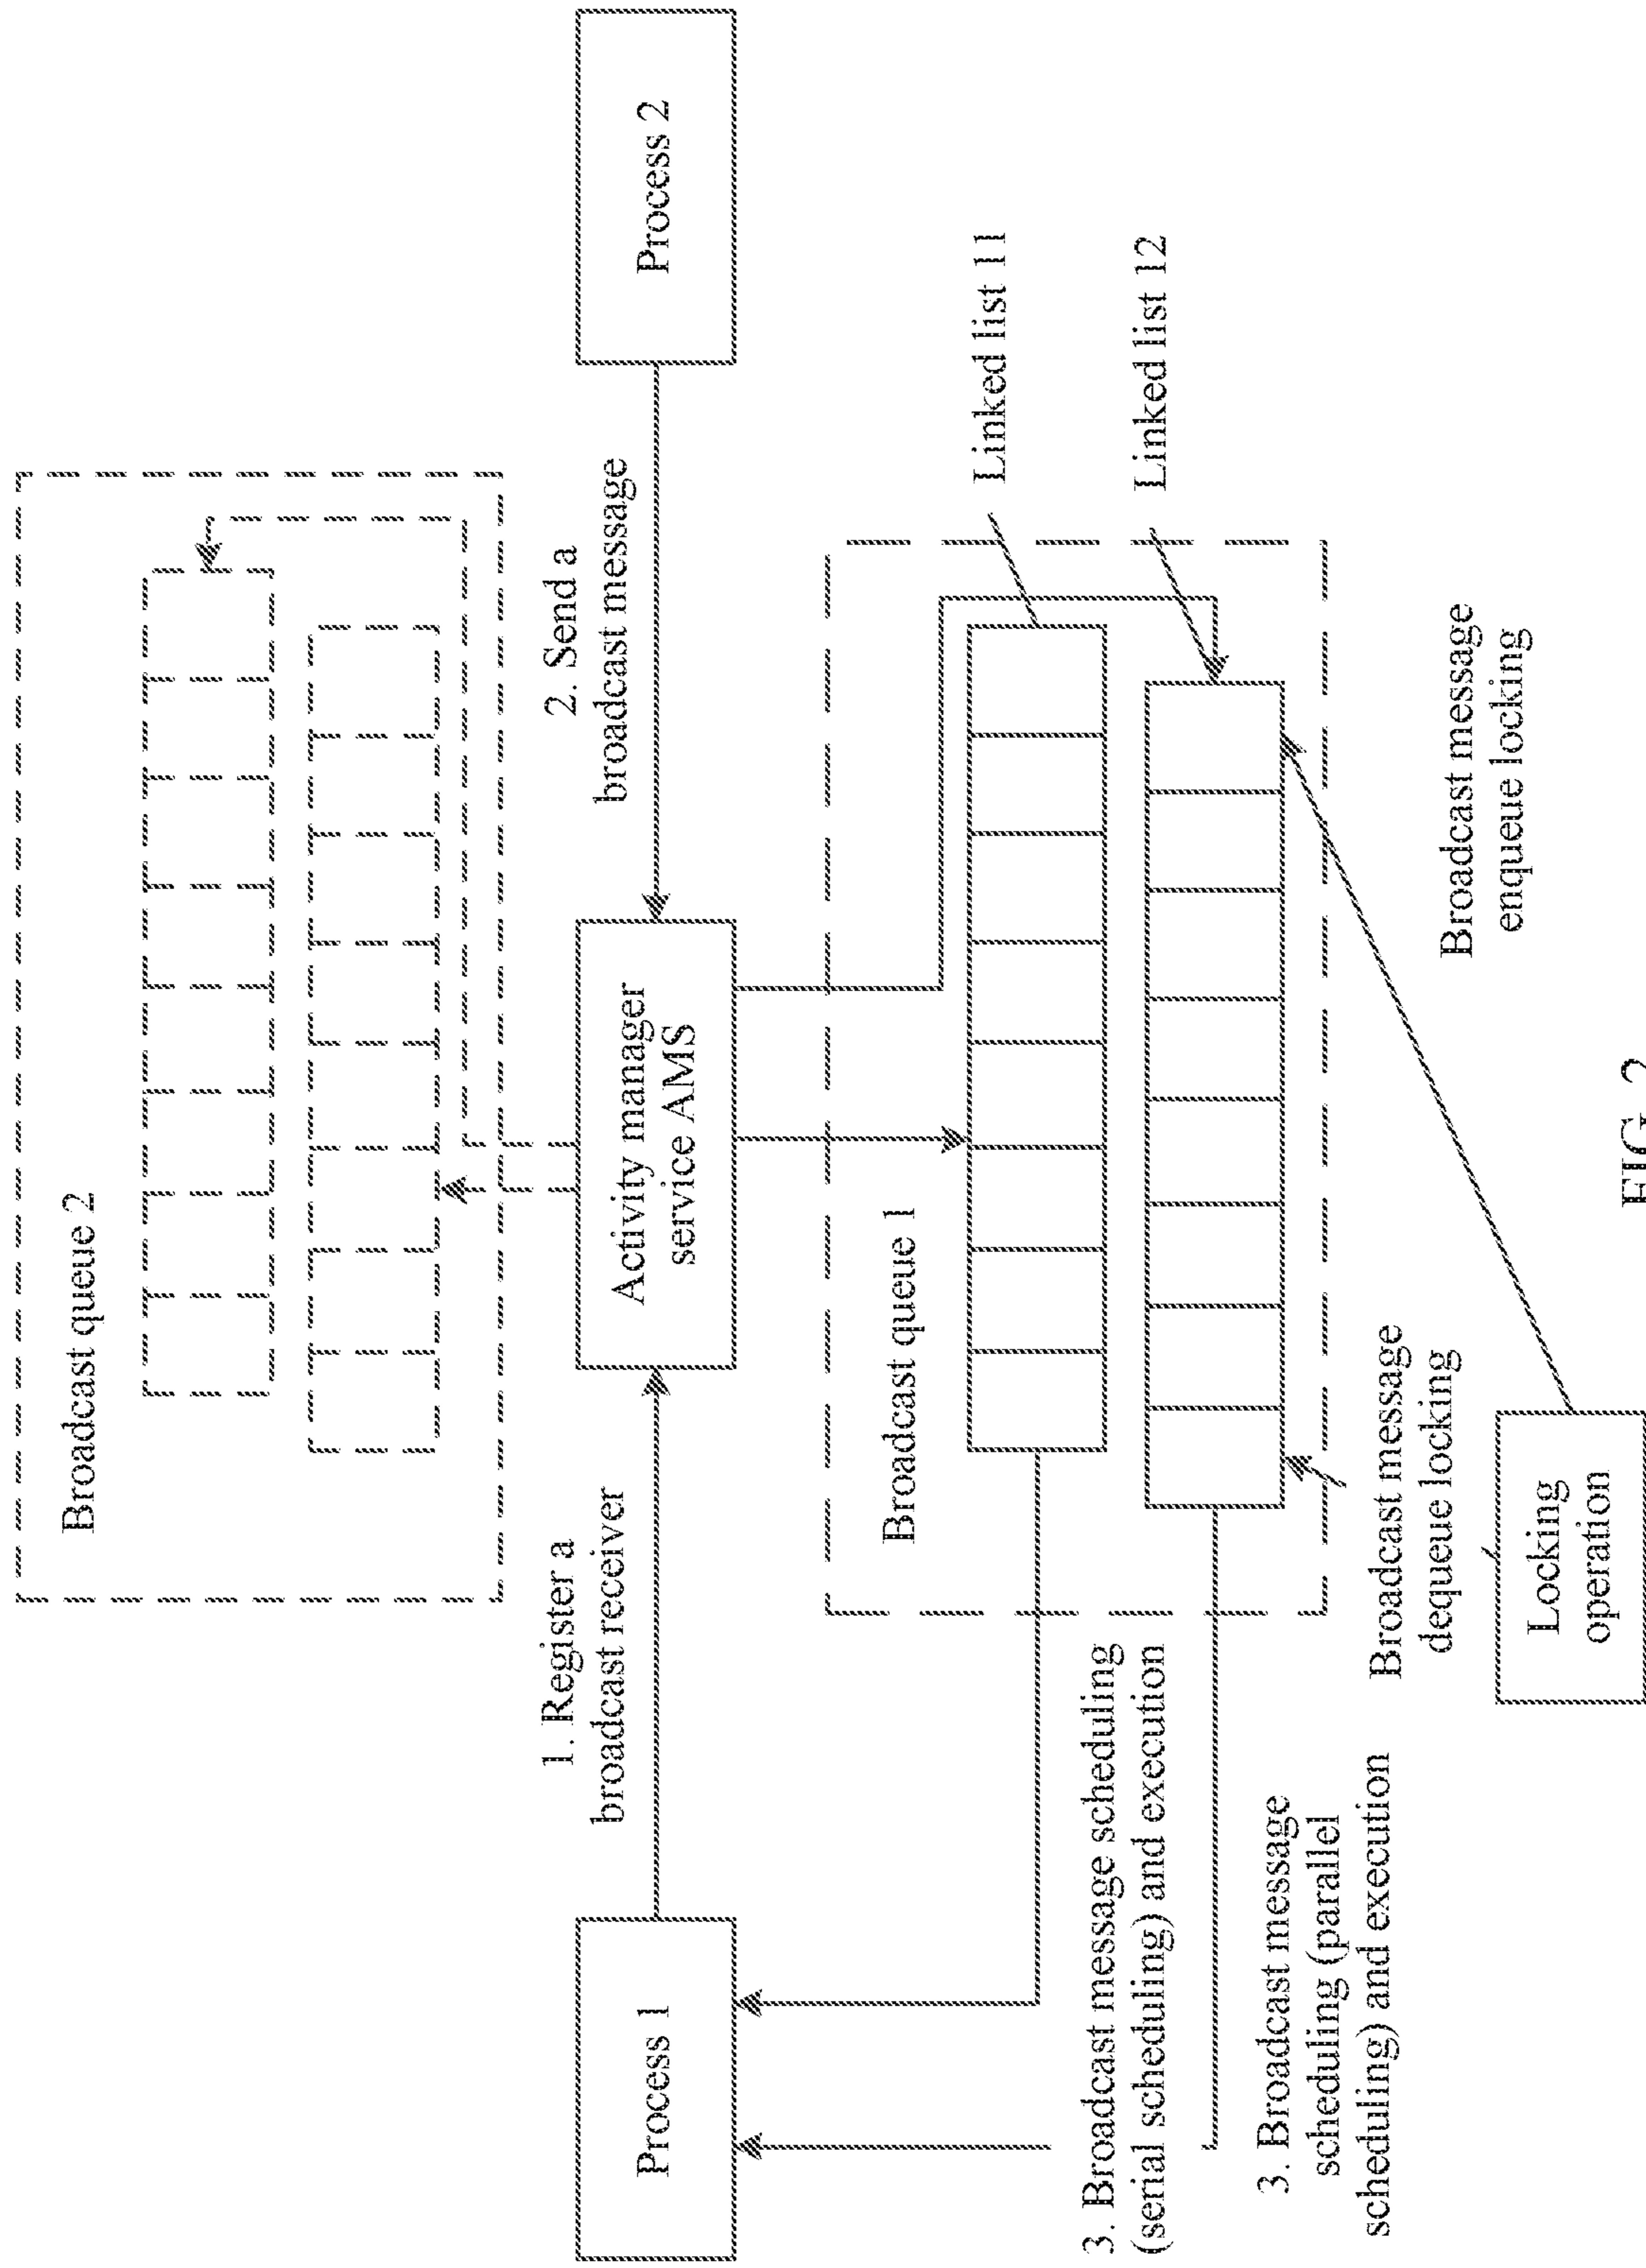 Broadcast queue 2
1. Register a
broadcast receiver
2. Send a
broadcast message
Process 1
Activity manager
service AMS
Process 2
Broadcast queue 1
Linked list 11
Linked list 12
3. Broadcast message scheduling
(serial scheduling) and execution
3. Broadcast message
scheduling (parallel
scheduling) and execution
Broadcast message
dequeue locking
Broadcast message
enqueue locking
Locking
operation
FIG. 2